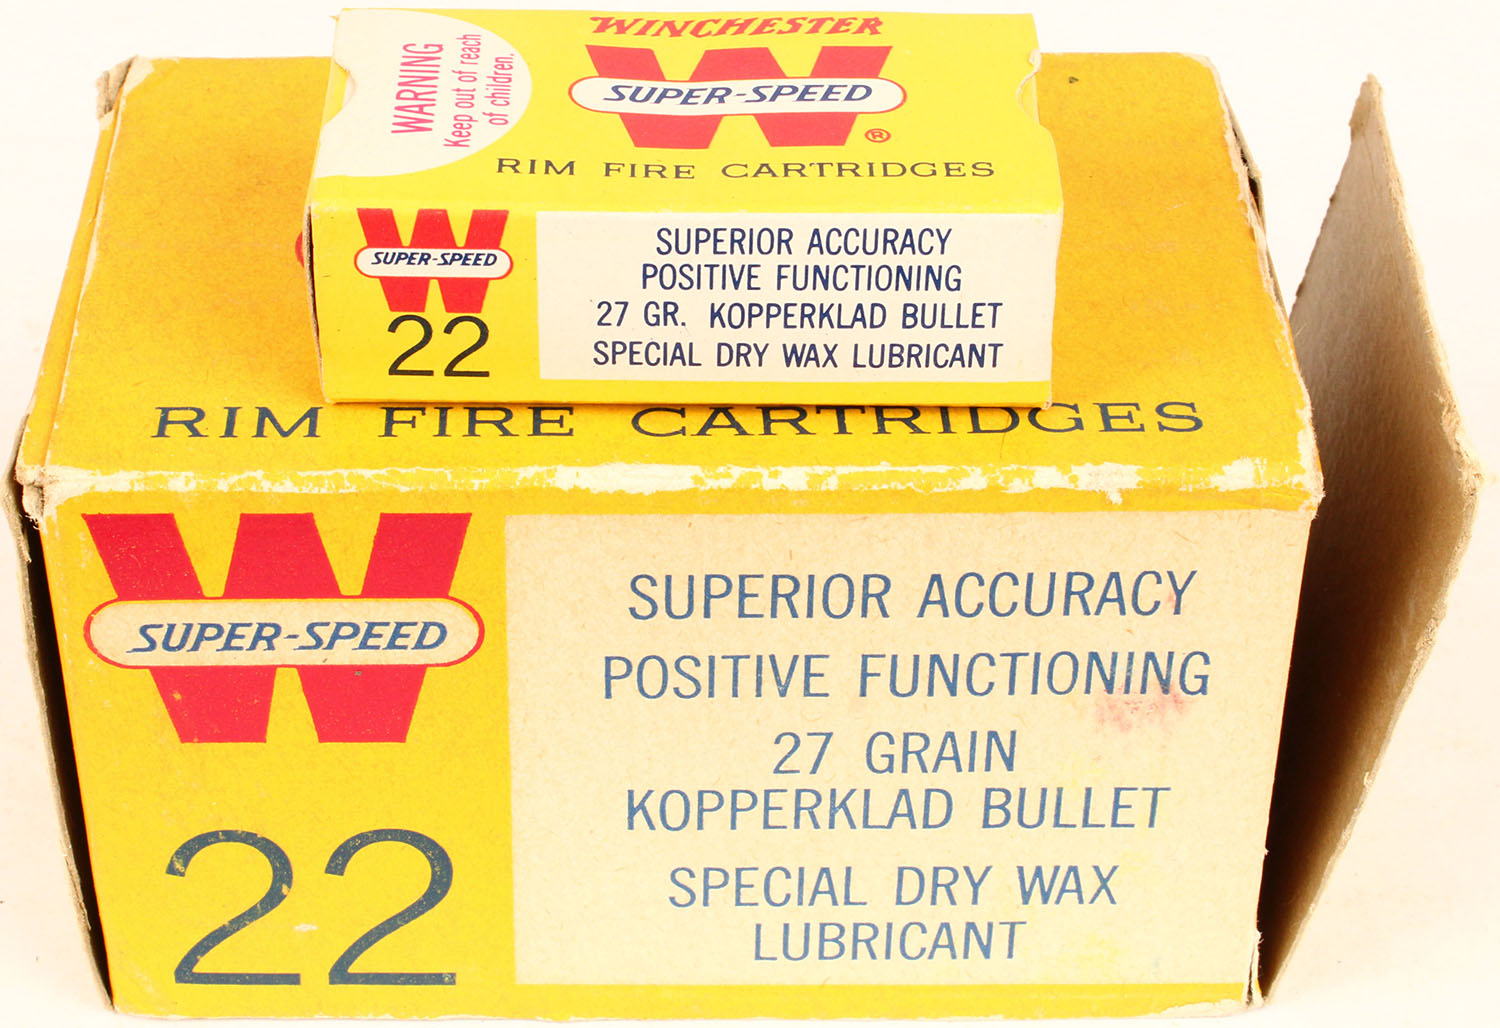 WARNING
Keep out of reach
of children.
WINCHESTER
SUPER-SPEED
W
®
RIM FIRE CARTRIDGES
W
SUPER-SPEED
22
SUPERIOR ACCURACY
POSITIVE FUNCTIONING
27 GR. KOPPERKLAD BULLET
SPECIAL DRY WAX LUBRICANT
RIM FIRE CARTRIDGES
W
SUPER-SPEED
22
SUPERIOR ACCURACY
POSITIVE FUNCTIONING
27 GRAIN
KOPPERKLAD BULLET
SPECIAL DRY WAX
LUBRICANT